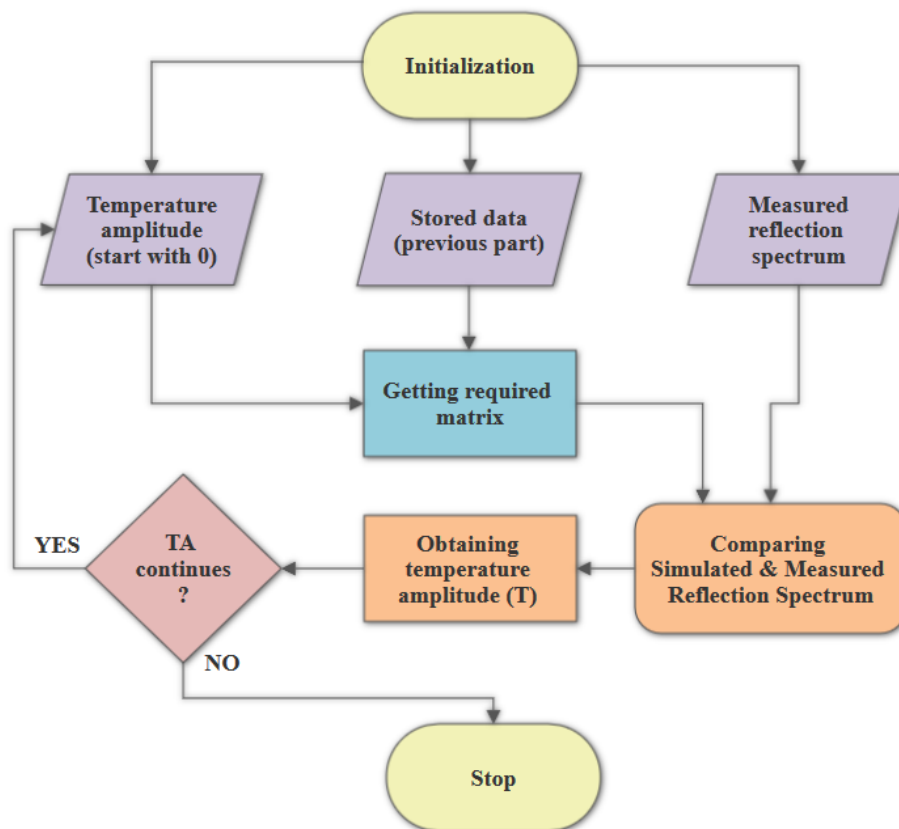 Initialization
Temperature
amplitude
(start with 0)
Stored data
(previous part)
Measured
reflection
spectrum
Getting required
matrix
YES
TA
continues
?
Obtaining
temperature
amplitude (T)
Comparing
Simulated & Measured
Reflection Spectrum
NO
Stop